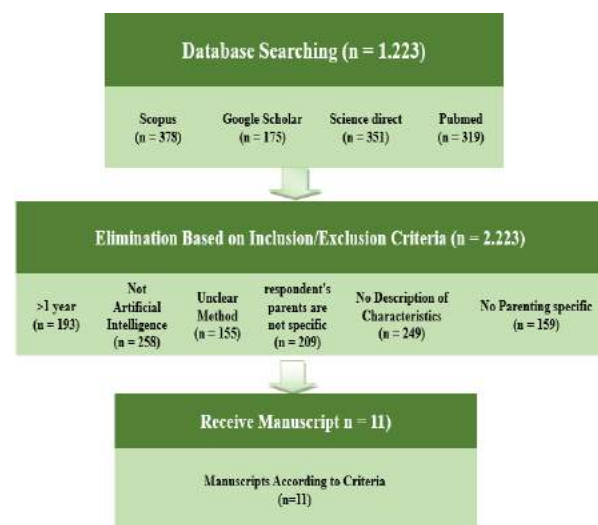 Database Searching (n = 1.223)
Scopus
(n = 378)
Google Scholar
(n = 175)
Science direct
(n = 351)
Pubmed
(n = 319)
Elimination Based on Inclusion/Exclusion Criteria (n = 2.223)
>1 year
(n = 193)
Not
Artificial
Intelligence
(n = 258)
Unclear
Method
(n = 155)
respondent's
parents are
not specific
(n = 209)
No Description of
Characteristics
(n = 249)
No Parenting specific
(n = 159)
Receive Manuscript n = 11)
Manuscripts According to Criteria
(n=11)